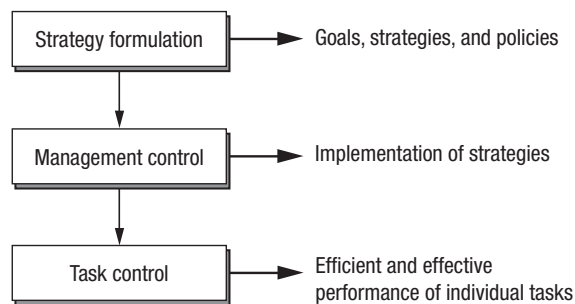 Strategy formulation
Goals, strategies, and policies
Management control
Implementation of strategies
Task control
Efficient and effective
performance of individual tasks